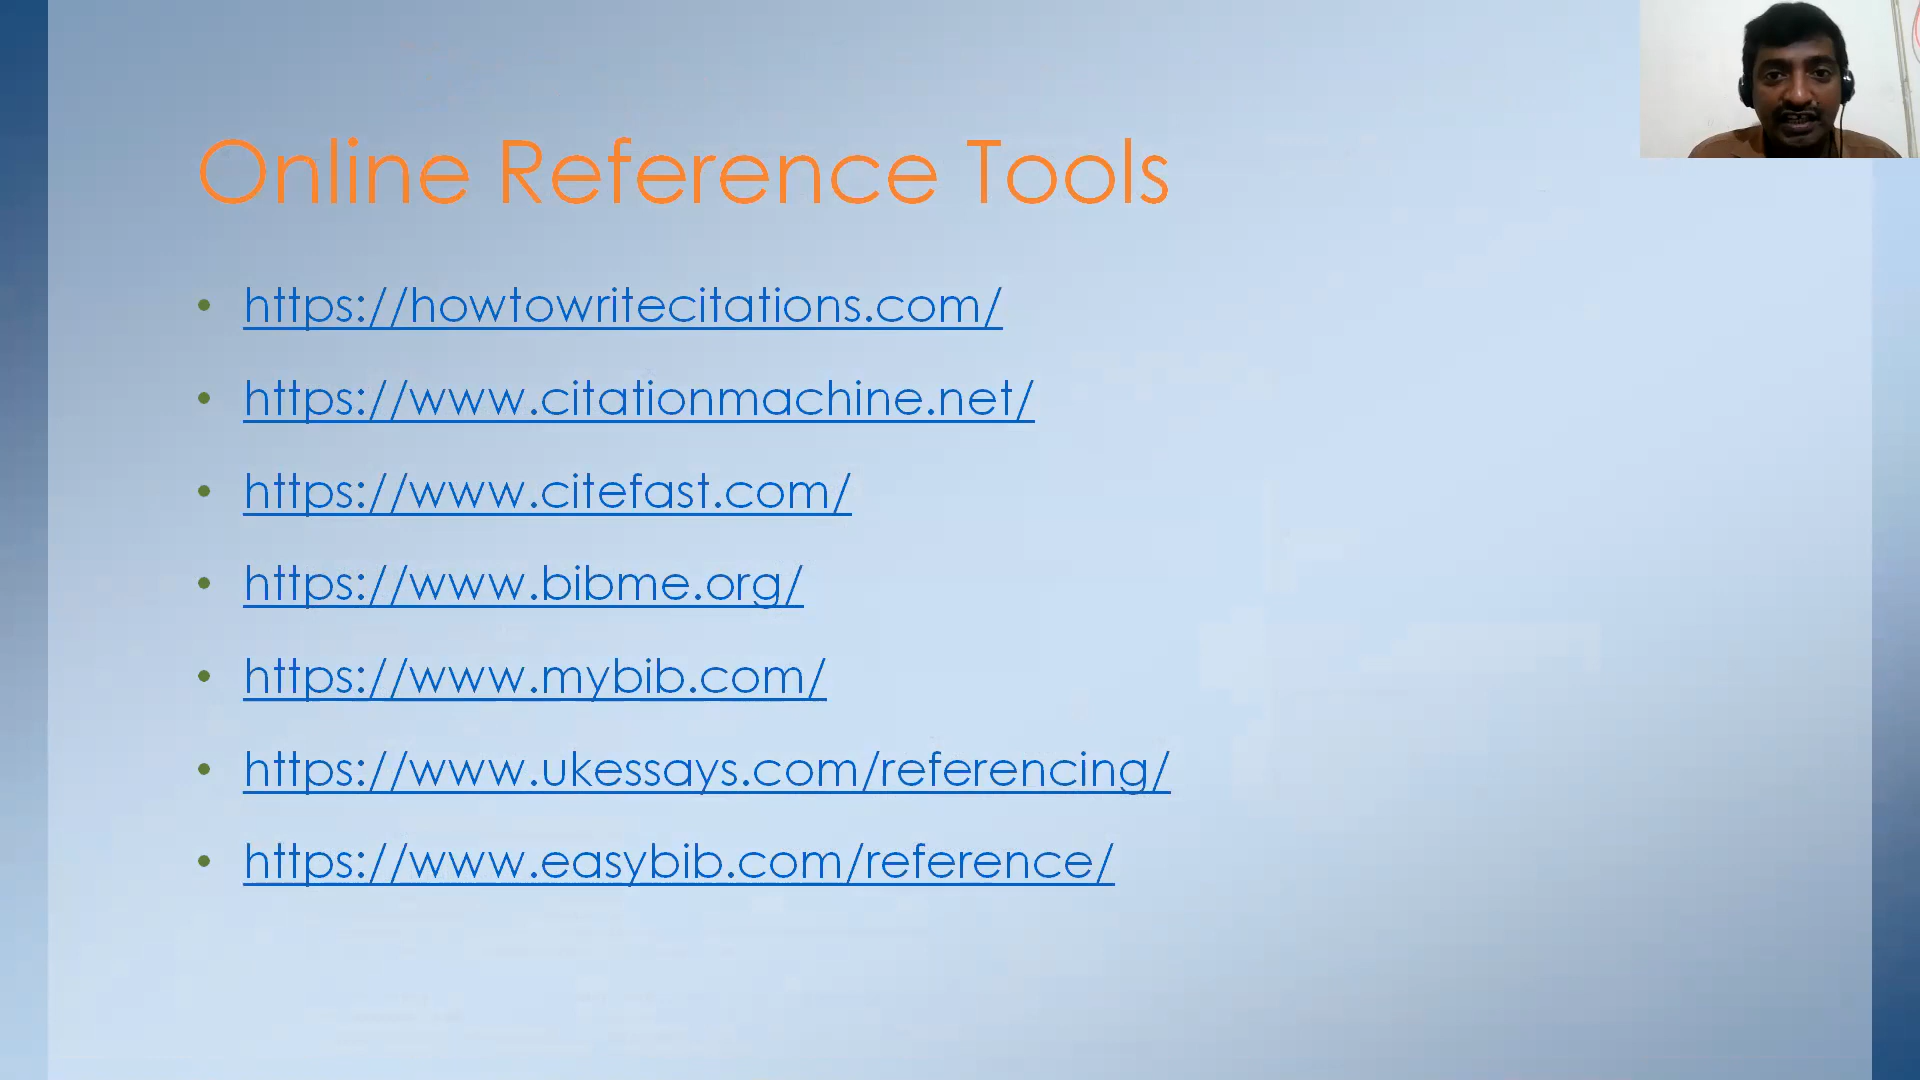 Online Reference Tools
• https://howtowritecitations.com/
• https://www.citationmachine.net/
• https://www.citefast.com/
• https://www.bibme.org/
• https://www.mybib.com/
• https://www.ukessays.com/referencing/
• https://www.easybib.com/reference/